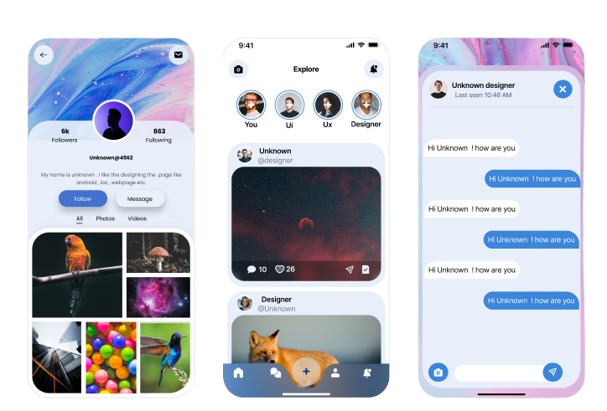 6k
Followers
863
Following
Unknown@4562
My name is unknown . i like the designing the page like
android , ios , webpage etc.
Follow
Message
All
Photos
Videos
9:41
Explore
You
Ui
Ux
Designer
Unknown
@designer
10
26
Designer
@Unknown
9:41
Unknown designer
Last seen 10:46 AM
Hi Unknown ! how are you
Hi Unknown ! how are you
Hi Unknown ! how are you
Hi Unknown ! how are you
Hi Unknown ! how are you
Hi Unknown ! how are you